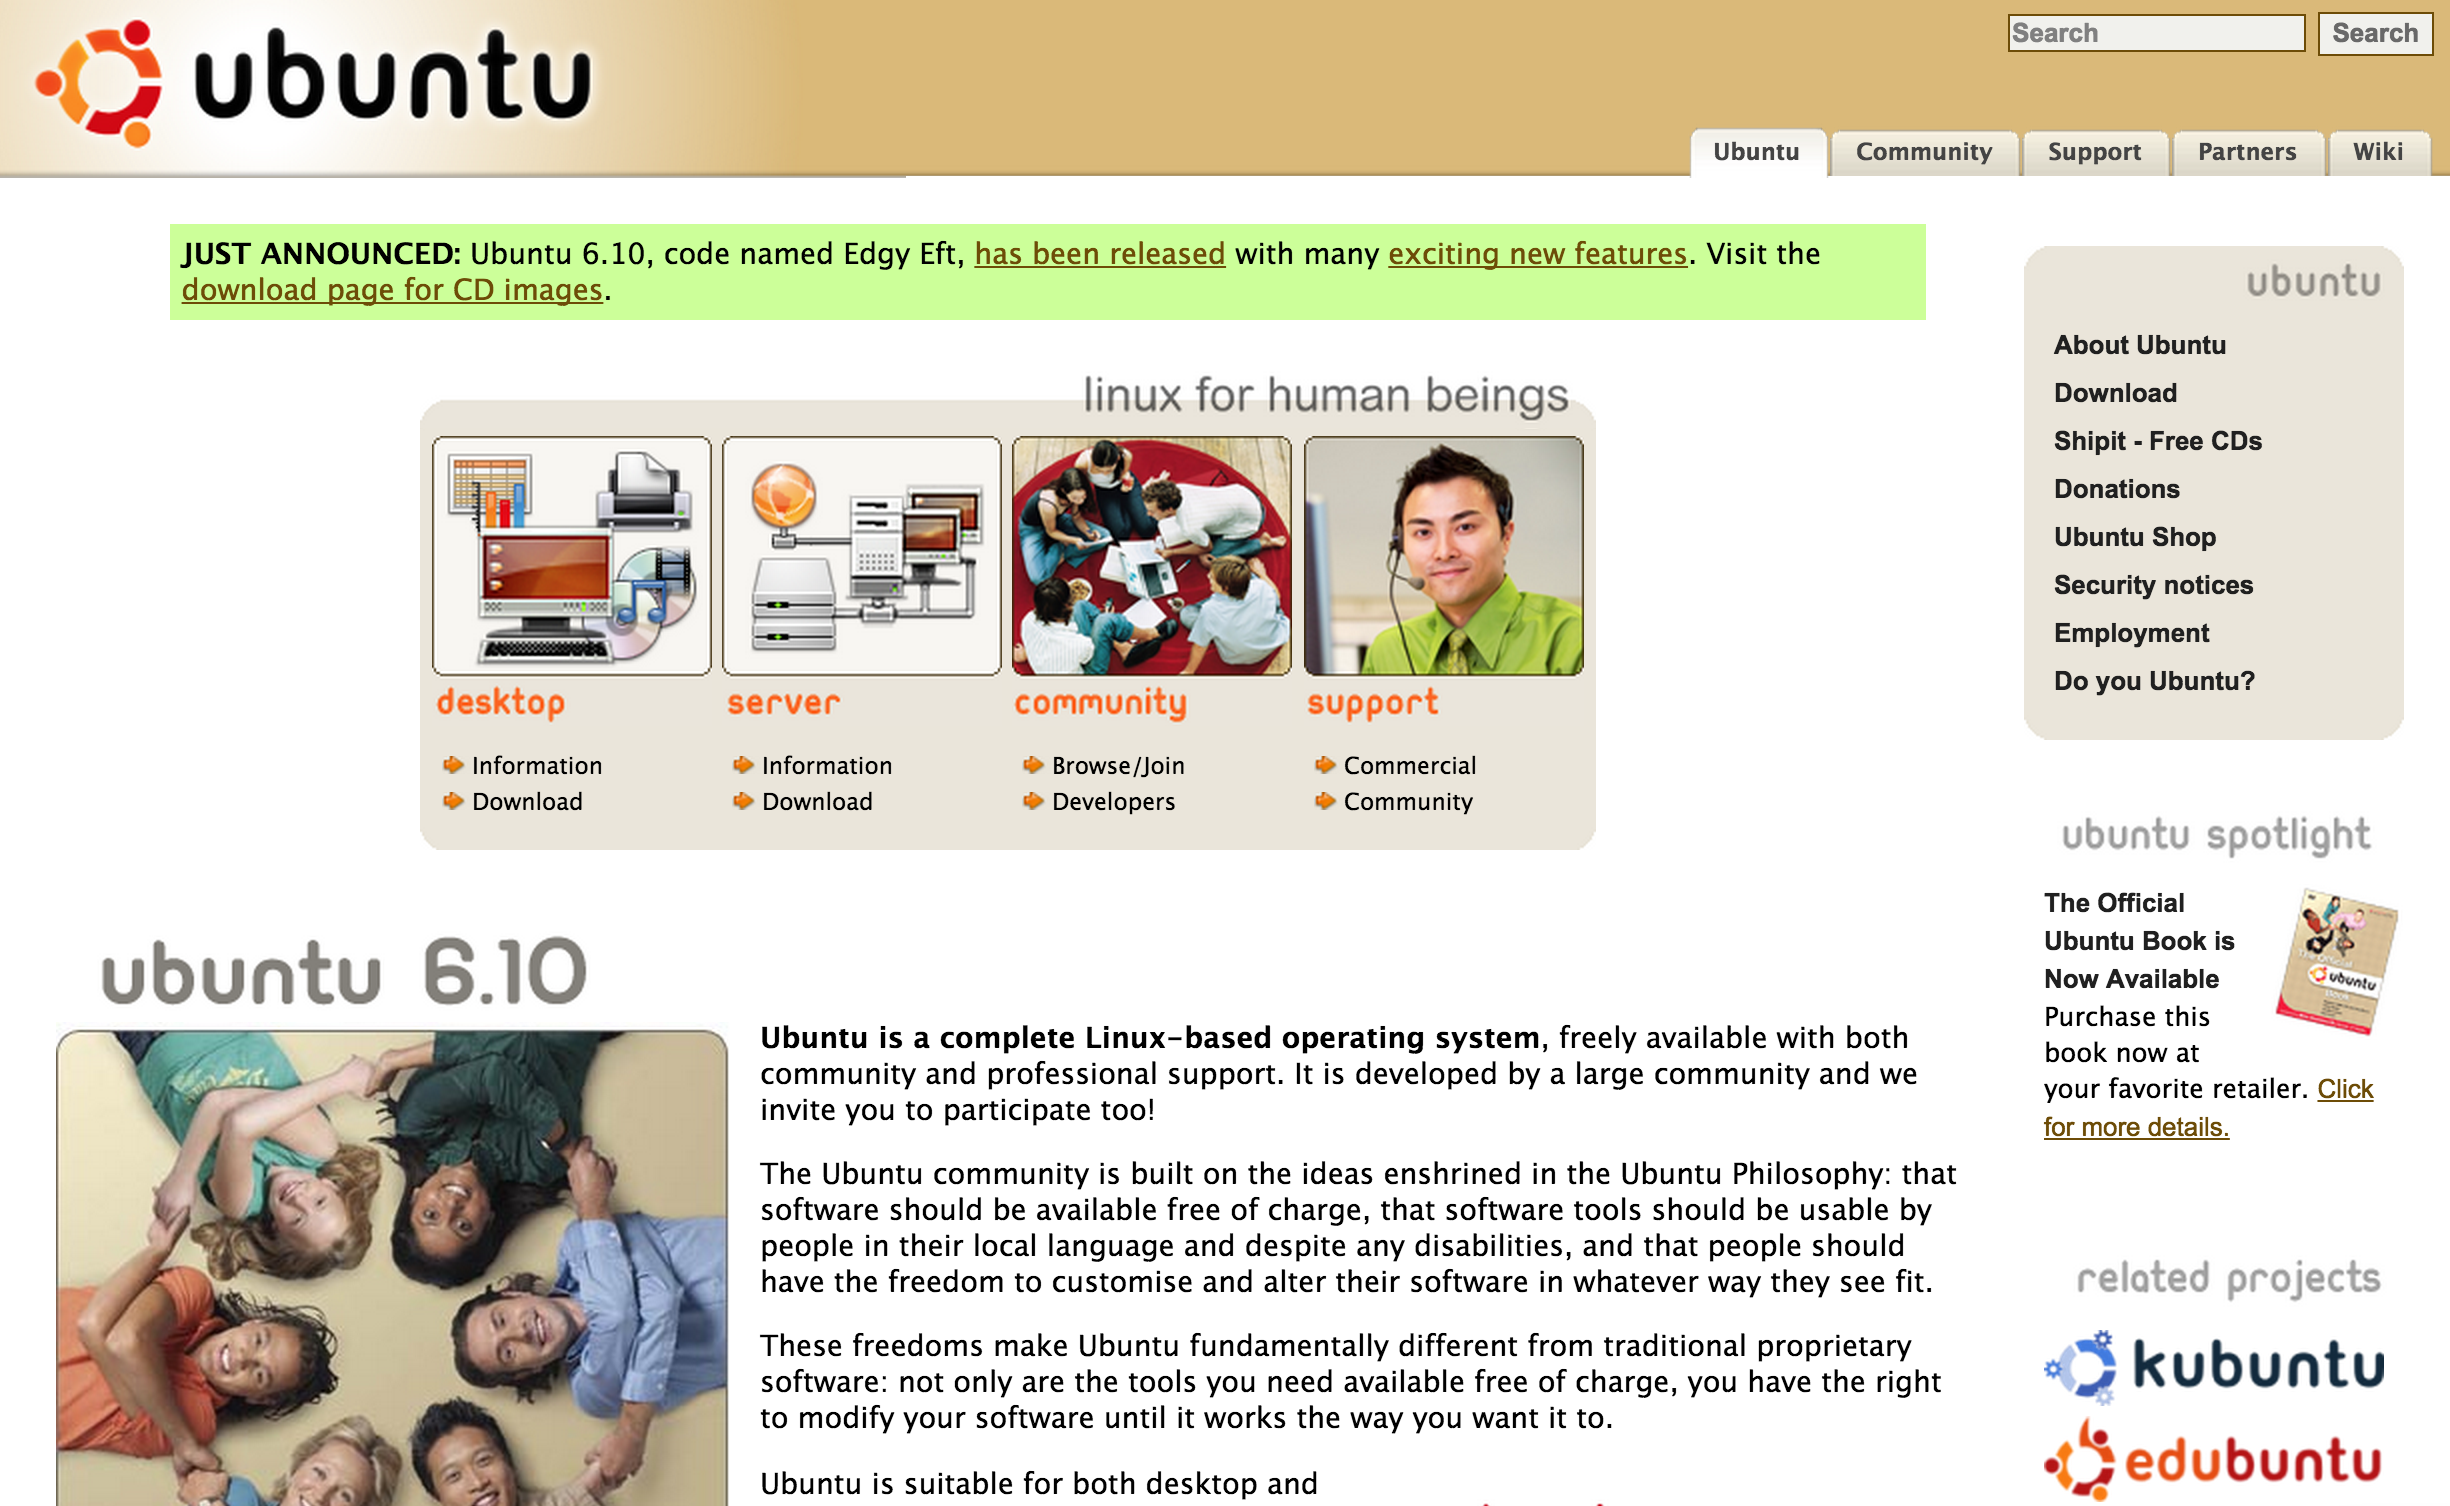 ubuntu
Search
Search
Ubuntu
Community
Support
Partners
Wiki
JUST ANNOUNCED: Ubuntu 6.10, code named Edgy Eft, has been released with many exciting new features. Visit the
download page for CD images.
linux for human beings
desktop
Information
Download
server
Information
Download
community
Browse/Join
Developers
support
Commercial
Community
ubuntu 6.10
Ubuntu is a complete Linux-based operating system, freely available with both
community and professional support. It is developed by a large community and we
invite you to participate too!
The Ubuntu community is built on the ideas enshrined in the Ubuntu Philosophy: that
software should be available free of charge, that software tools should be usable by
people in their local language and despite any disabilities, and that people should
have the freedom to customise and alter their software in whatever way they see fit.
These freedoms make Ubuntu fundamentally different from traditional proprietary
software: not only are the tools you need available free of charge, you have the right
to modify your software until it works the way you want it to.
Ubuntu is suitable for both desktop and
ubuntu
About Ubuntu
Download
Shipit - Free CDs
Donations
Ubuntu Shop
Security notices
Employment
Do you Ubuntu?
ubuntu spotlight
The Official
Ubuntu Book is
Now Available
Purchase this
book now at
your favorite retailer. Click
for more details.
ubuntu
related projects
kubuntu
edubuntu